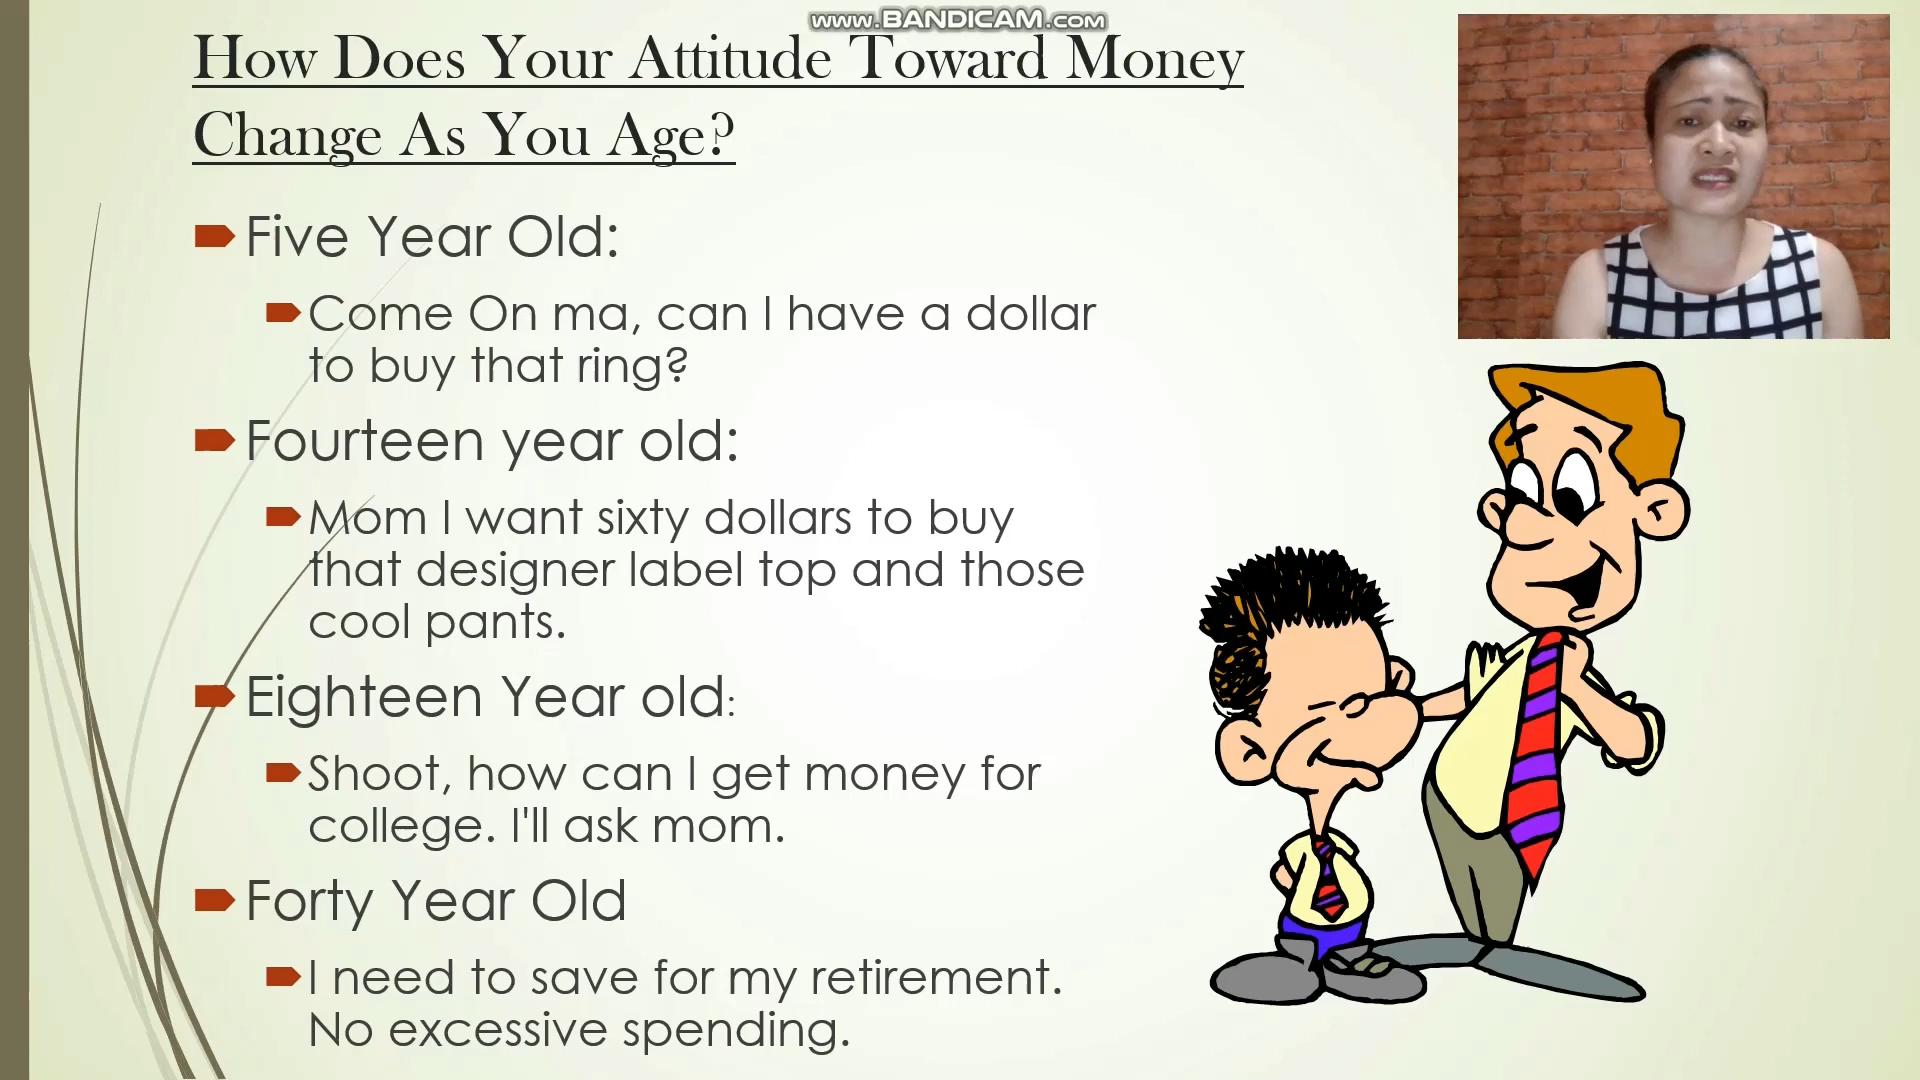 www.BANDICAM.com
How Does Your Attitude Toward Money
Change As You Age?
Five Year Old:
Come On ma, can I have a dollar
to buy that ring?
Fourteen year old:
Mom I want sixty dollars to buy
that designer label top and those
cool pants.
Eighteen Year old:
Shoot, how can I get money for
college. I'll ask mom.
Forty Year Old
I need to save for my retirement.
No excessive spending.